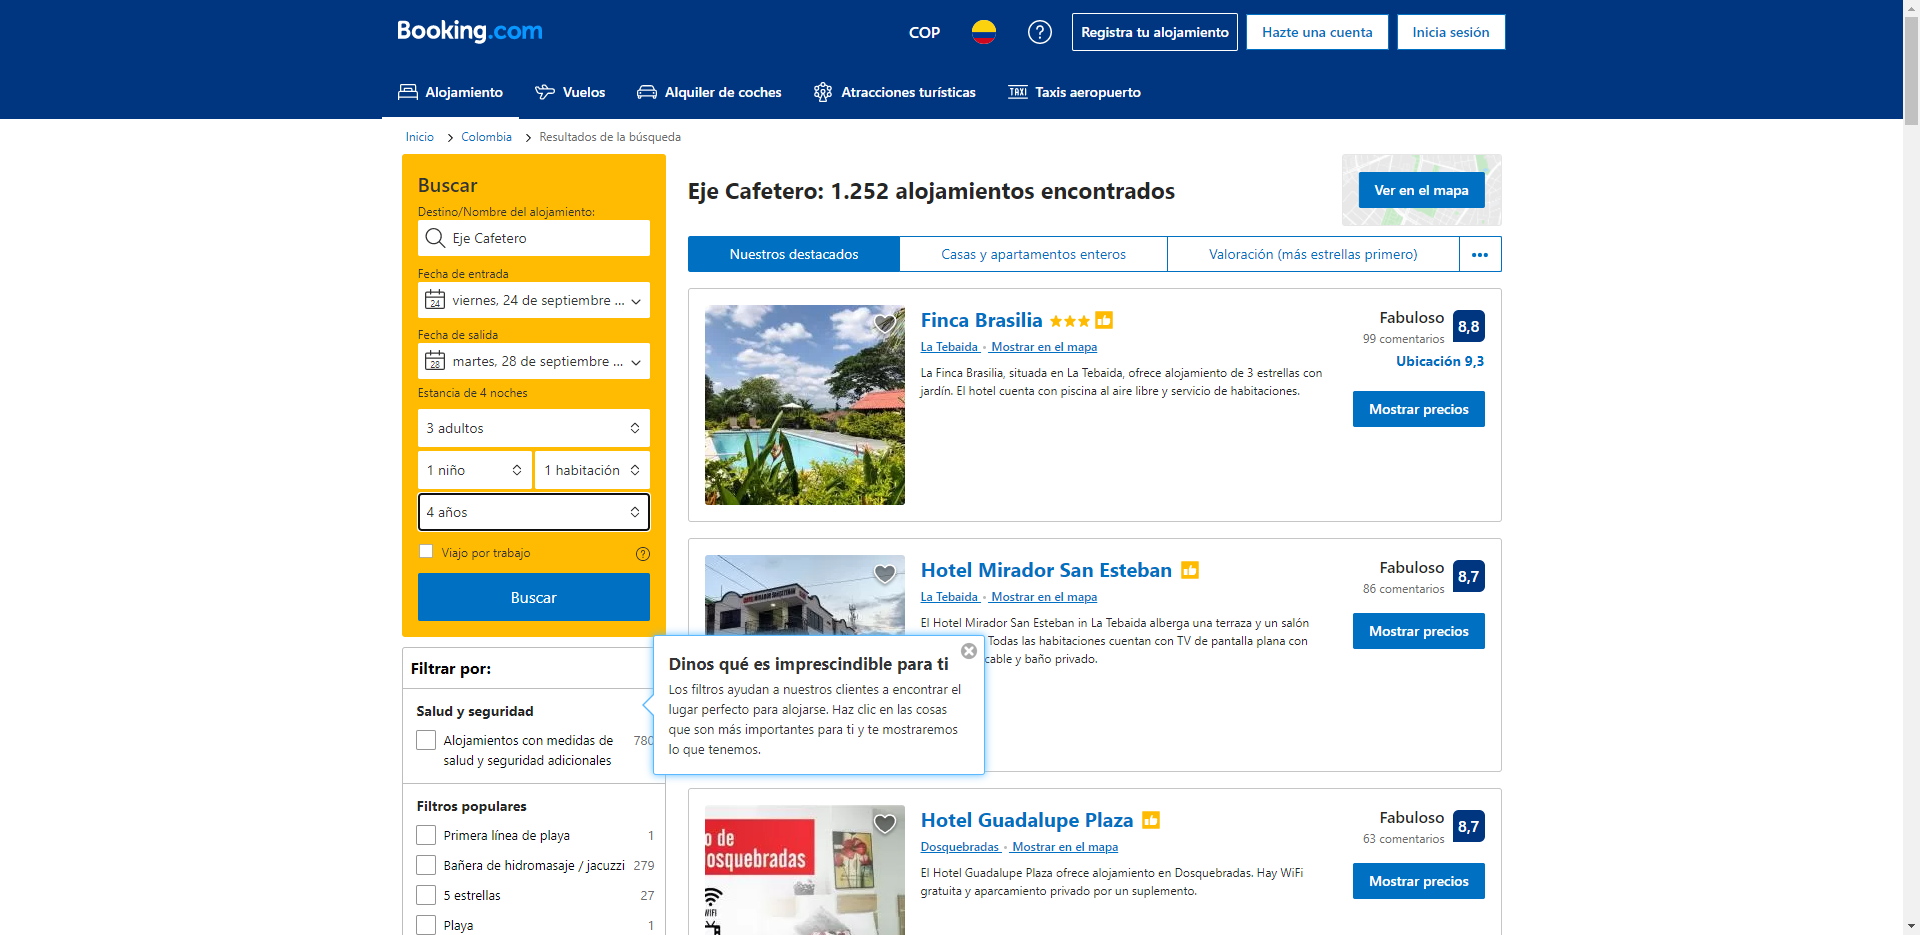 Booking.com
COP
Registra tu alojamiento
Hazte una cuenta
Inicia sesión
Alojamiento
Vuelos
Alquiler de coches
Atracciones turísticas
TAXI
Taxis aeropuerto
Inicio
Colombia
Resultados de la búsqueda
Buscar
Destino/Nombre del alojamiento:
Eje Cafetero
Fecha de entrada
24
viernes, 24 de septiembre ...
Fecha de salida
28
martes, 28 de septiembre ...
Estancia de 4 noches
3 adultos
1 niño
1 habitación
4 años
Viajo por trabajo
Buscar
Filtrar por:
Salud y seguridad
Alojamientos con medidas de 780
salud y seguridad adicionales
Filtros populares
Primera línea de playa 1
Bañera de hidromasaje / jacuzzi 279
5 estrellas 27
Playa 1
Dinos qué es imprescindible para ti
Los filtros ayudan a nuestros clientes a encontrar el
lugar perfecto para alojarse. Haz clic en las cosas
que son más importantes para ti y te mostraremos
lo que tenemos.
Eje Cafetero: 1.252 alojamientos encontrados
Ver en el mapa
Nuestros destacados
Casas y apartamentos enteros
Valoración (más estrellas primero)
Finca Brasilia
La Tebaida • Mostrar en el mapa
La Finca Brasilia, situada en La Tebaida, ofrece alojamiento de 3 estrellas con
jardín. El hotel cuenta con piscina al aire libre y servicio de habitaciones.
Fabuloso 8,8
99 comentarios
Ubicación 9,3
Mostrar precios
Hotel Mirador San Esteban
La Tebaida • Mostrar en el mapa
El Hotel Mirador San Esteban in La Tebaida alberga una terraza y un salón
Todas las habitaciones cuentan con TV de pantalla plana con
cable y baño privado.
Fabuloso 8,7
86 comentarios
Mostrar precios
Hotel Guadalupe Plaza
Dosquebradas • Mostrar en el mapa
El Hotel Guadalupe Plaza ofrece alojamiento en Dosquebradas. Hay WiFi
gratuita y aparcamiento privado por un suplemento.
Fabuloso 8,7
63 comentarios
Mostrar precios
o de
osquebradas
WIFI